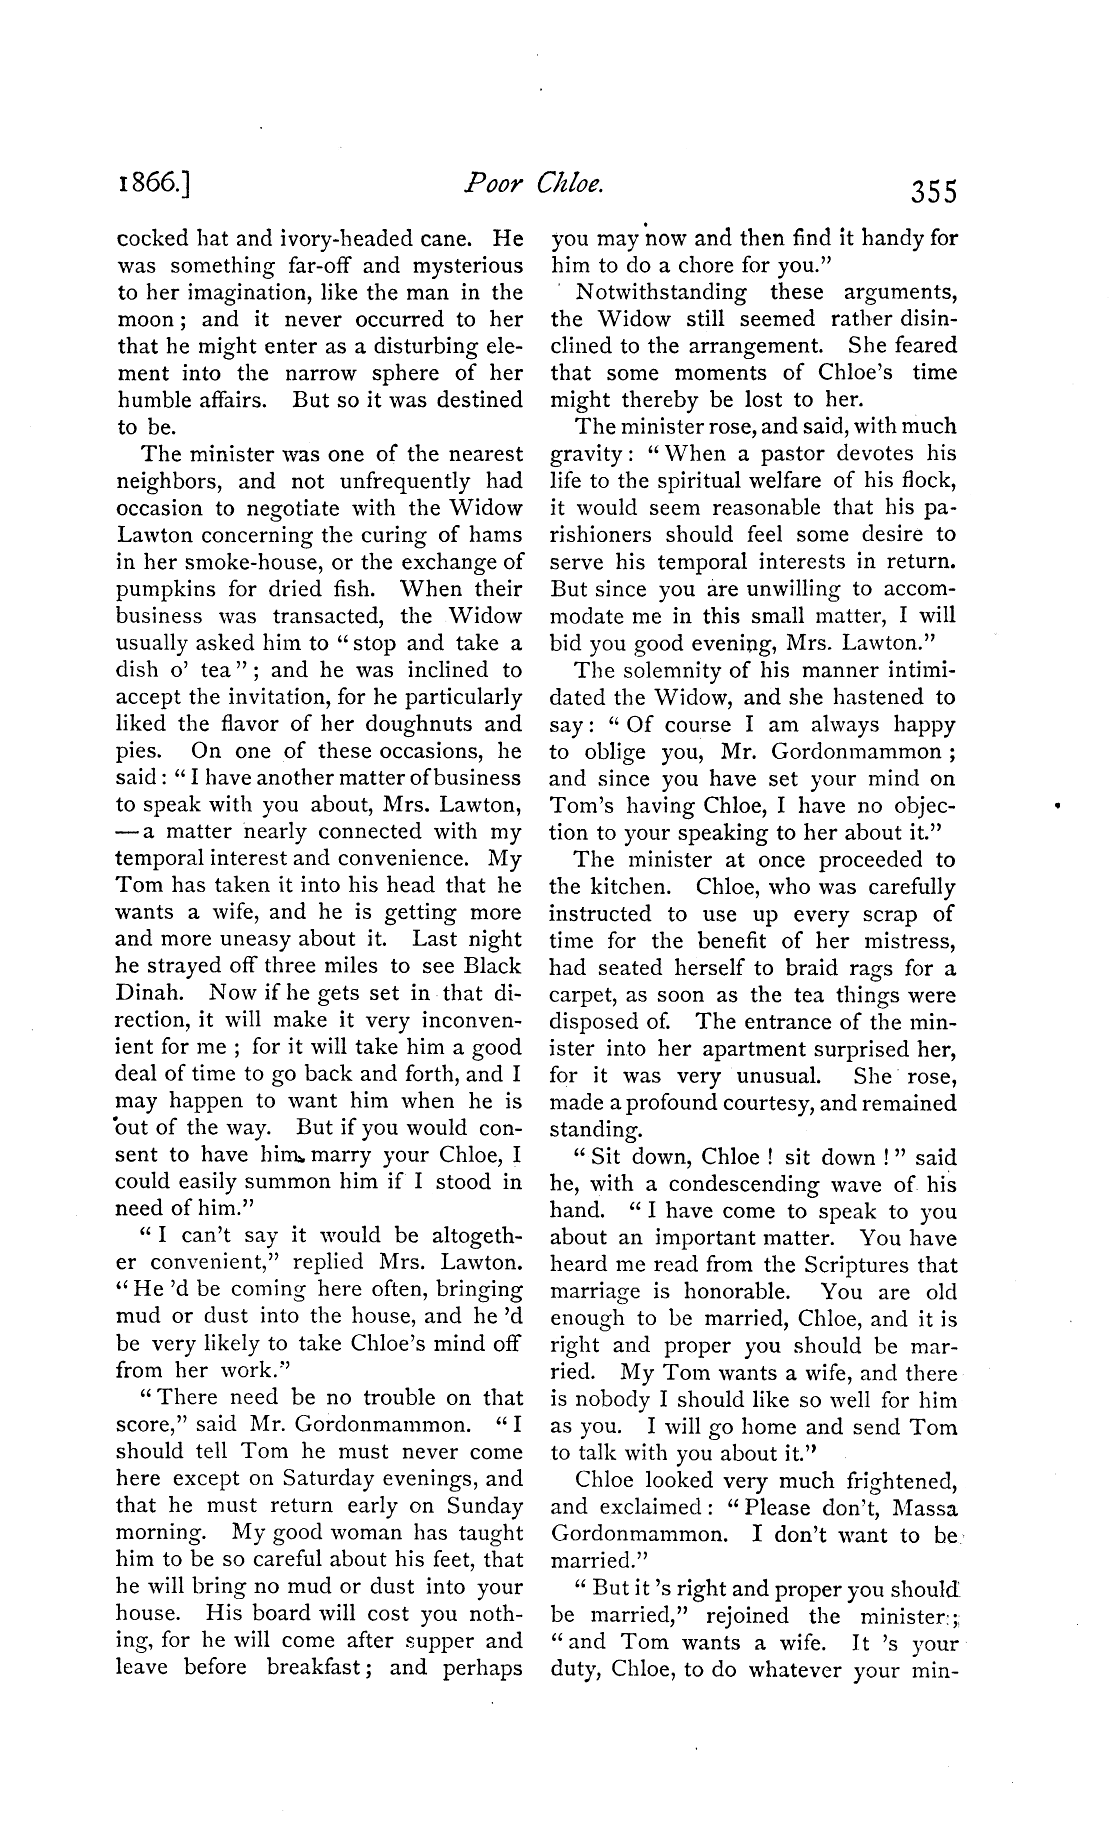 1866.] Poor Chloe. 355
cocked hat and ivory-headed cane. He
was something far-off and mysterious
to her imagination, like the man in the
moon; and it never occurred to her
that he might enter as a disturbing ele-
ment into the narrow sphere of her
humble affairs. But so it was destined
to be.
The minister was one of the nearest
neighbors, and not unfrequently had
occasion to negotiate with the Widow
Lawton concerning the curing of hams
in her smoke-house, or the exchange of
pumpkins for dried fish. When their
business was transacted, the Widow
usually asked him to "stop and take a
dish o' tea"; and he was inclined to
accept the invitation, for he particularly
liked the flavor of her doughnuts and
pies. On one of these occasions, he
said: "I have another matter of business
to speak with you about, Mrs. Lawton,
—a matter nearly connected with my
temporal interest and convenience. My
Tom has taken it into his head that he
wants a wife, and he is getting more
and more uneasy about it. Last night
he strayed off three miles to see Black
Dinah. Now if he gets set in that di-
rection, it will make it very inconven-
ient for me; for it will take him a good
deal of time to go back and forth, and I
may happen to want him when he is
out of the way. But if you would con-
sent to have him marry your Chloe, I
could easily summon him if I stood in
need of him."
"I can't say it would be altogeth-
er convenient," replied Mrs. Lawton.
"He 'd be coming here often, bringing
mud or dust into the house, and he 'd
be very likely to take Chloe's mind off
from her work."
"There need be no trouble on that
score," said Mr. Gordonmammon. "I
should tell Tom he must never come
here except on Saturday evenings, and
that he must return early on Sunday
morning. My good woman has taught
him to be so careful about his feet, that
he will bring no mud or dust into your
house. His board will cost you noth-
ing, for he will come after supper and
leave before breakfast; and perhaps
you may now and then find it handy for
him to do a chore for you."
Notwithstanding these arguments,
the Widow still seemed rather disin-
clined to the arrangement. She feared
that some moments of Chloe's time
might thereby be lost to her.
The minister rose, and said, with much
gravity: "When a pastor devotes his
life to the spiritual welfare of his flock,
it would seem reasonable that his pa-
rishioners should feel some desire to
serve his temporal interests in return.
But since you are unwilling to accom-
modate me in this small matter, I will
bid you good evening, Mrs. Lawton."
The solemnity of his manner intimi-
dated the Widow, and she hastened to
say: "Of course I am always happy
to oblige you, Mr. Gordonmammon;
and since you have set your mind on
Tom's having Chloe, I have no objec-
tion to your speaking to her about it."
The minister at once proceeded to
the kitchen. Chloe, who was carefully
instructed to use up every scrap of
time for the benefit of her mistress,
had seated herself to braid rags for a
carpet, as soon as the tea things were
disposed of. The entrance of the min-
ister into her apartment surprised her,
for it was very unusual. She rose,
made a profound courtesy, and remained
standing.
"Sit down, Chloe! sit down!" said
he, with a condescending wave of his
hand. "I have come to speak to you
about an important matter. You have
heard me read from the Scriptures that
marriage is honorable. You are old
enough to be married, Chloe, and it is
right and proper you should be mar-
ried. My Tom wants a wife, and there
is nobody I should like so well for him
as you. I will go home and send Tom
to talk with you about it."
Chloe looked very much frightened,
and exclaimed: "Please don't, Massa
Gordonmammon. I don't want to be
married."
"But it 's right and proper you should
be married," rejoined the minister;
"and Tom wants a wife. It 's your
duty, Chloe, to do whatever your min-